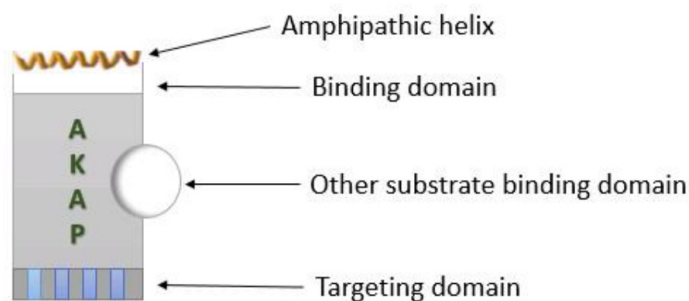 Amphipathic helix
Binding domain
A
K
A
P
Other substrate binding domain
Targeting domain